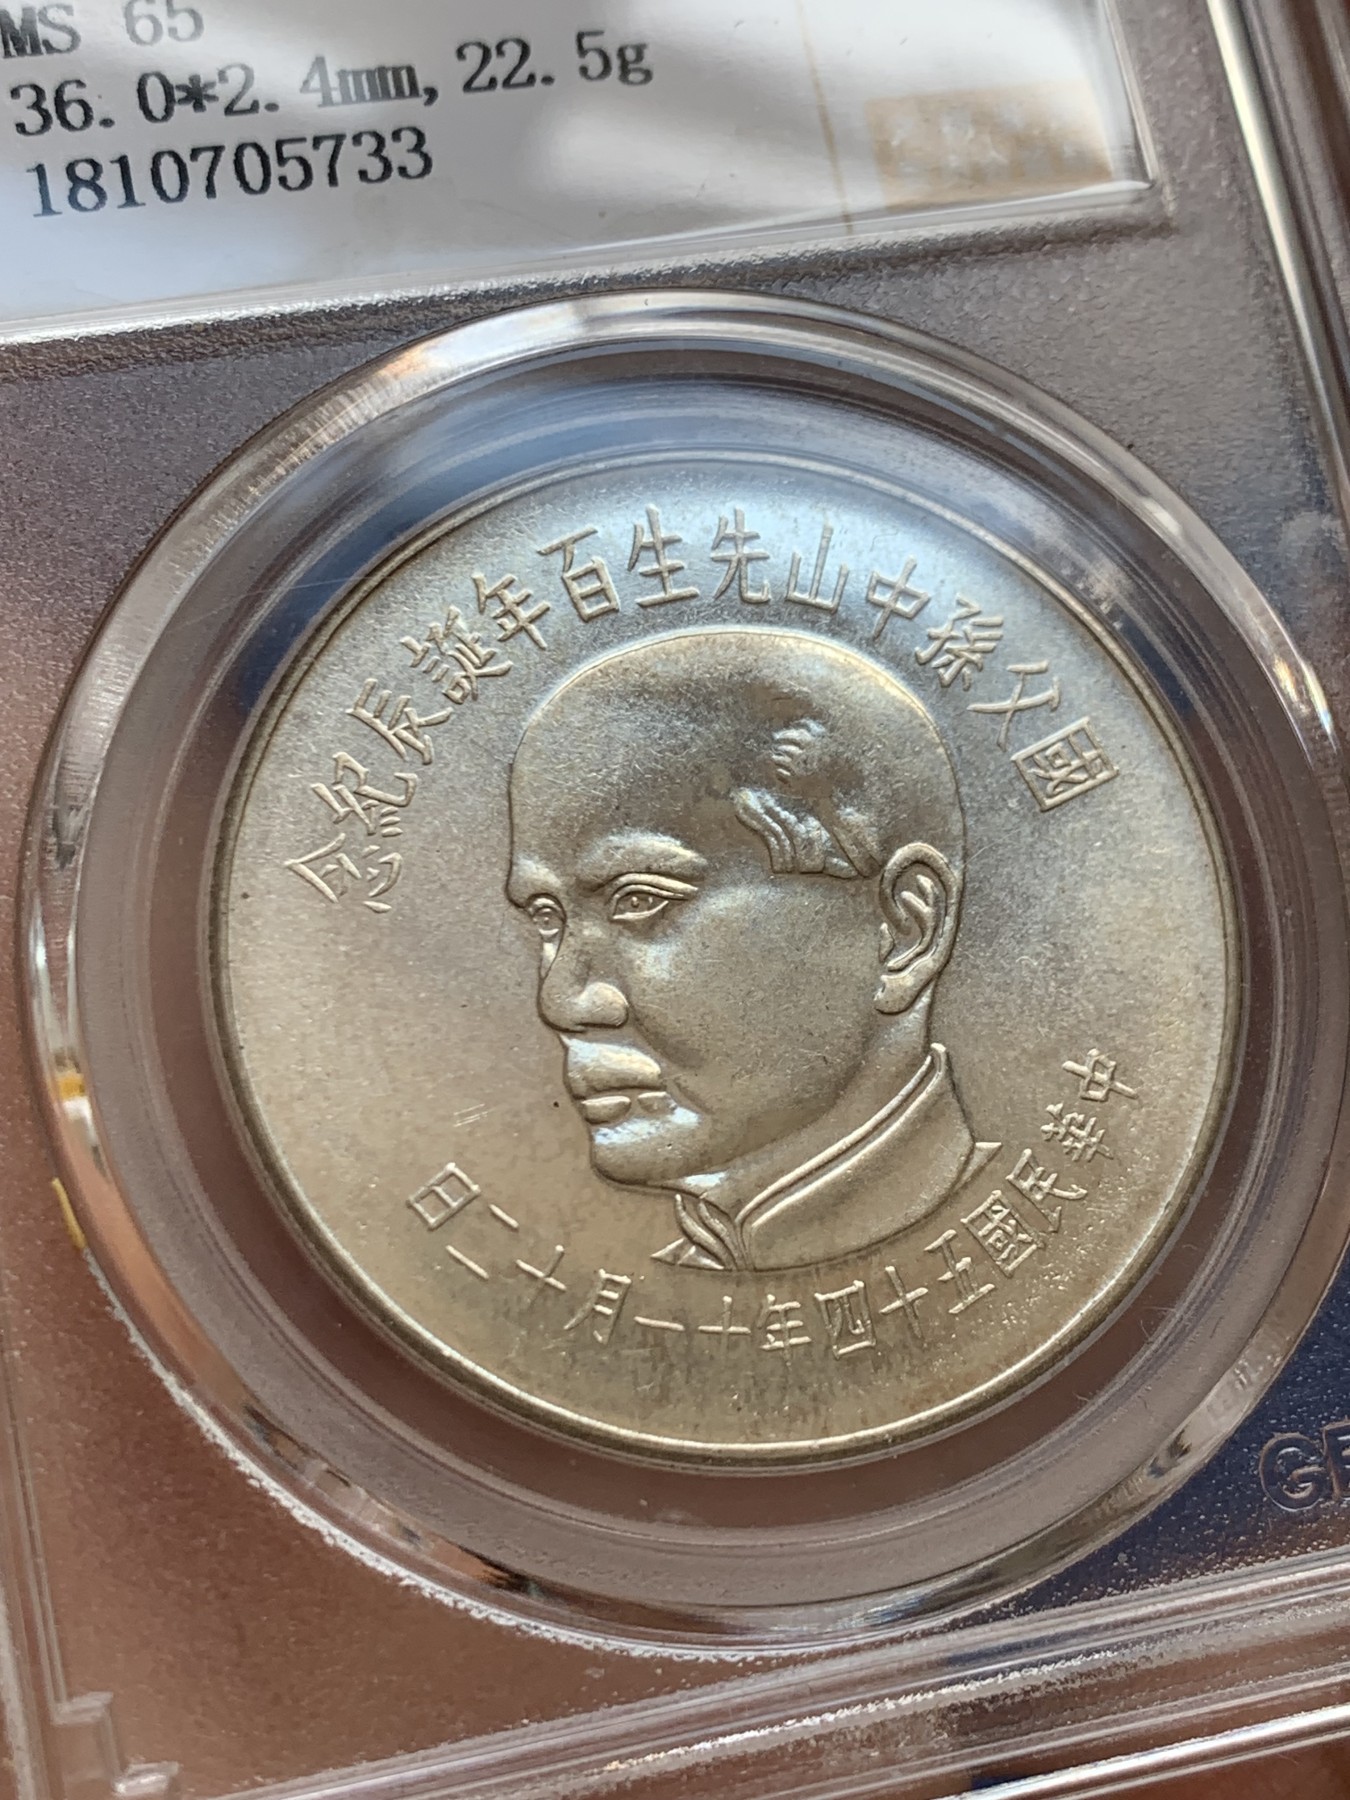 MS 65
36.0*2.4mm,22.5g
1810705733
國父孫中山先生百年誕辰紀念
中華民國五十四年十一月十二日